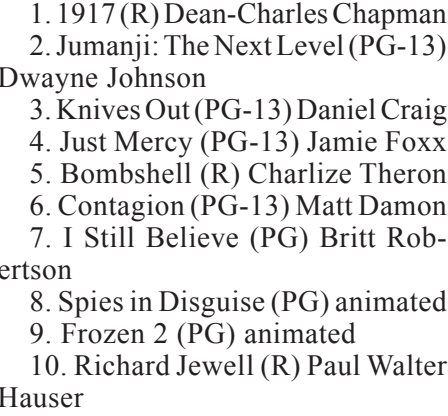 1. 1917 (R) Dean-Charles Chapman
2. Jumanji: The Next Level (PG-13)
Dwayne Johnson
3. Knives Out (PG-13) Daniel Craig
4. Just Mercy (PG-13) Jamie Foxx
5. Bombshell (R) Charlize Theron
6. Contagion (PG-13) Matt Damon
7. I Still Believe (PG) Britt Rob-
ertson
8. Spies in Disguise (PG) animated
9. Frozen 2 (PG) animated
10. Richard Jewell (R) Paul Walter
Hauser